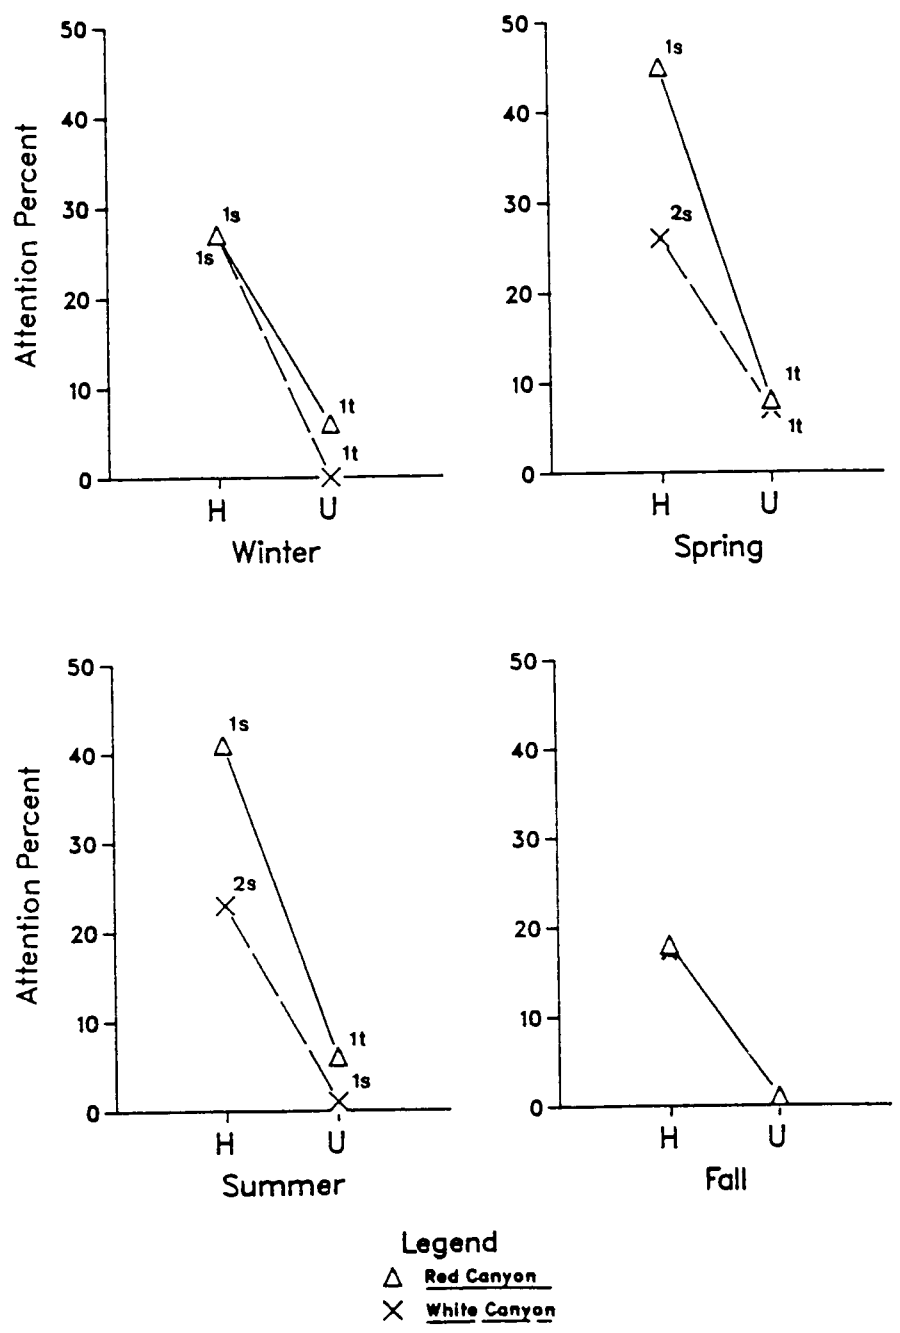 50
40
30
20
10
0
Attention Percent
1s
1s
1t
1t
H U
Winter
50
40
30
20
10
0
1s
2s
1t
1t
H U
Spring
50
40
30
20
10
0
Attention Percent
1s
2s
1t
1s
H U
Summer
50
40
30
20
10
0
H U
Fall
Legend
Red Canyon
White Canyon